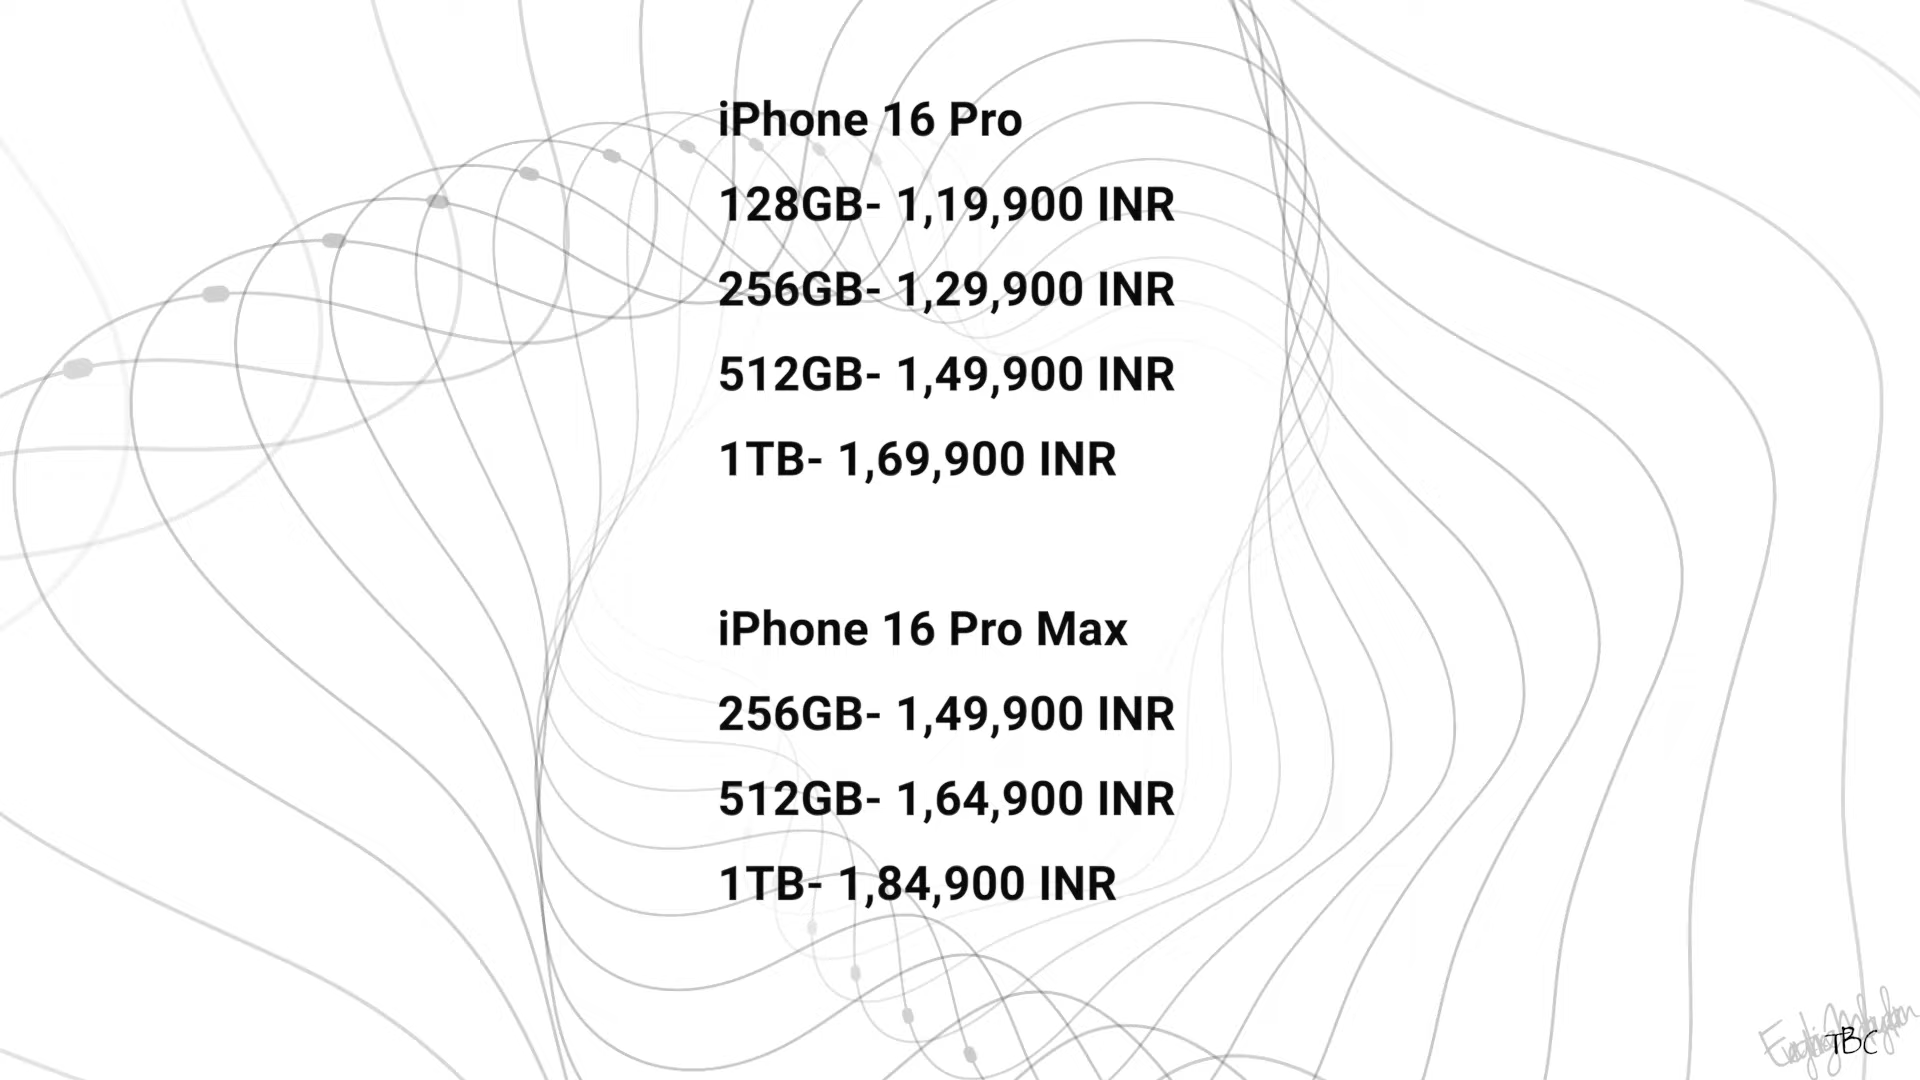 iPhone 16 Pro
128GB- 1,19,900 INR
256GB- 1,29,900 INR
512GB- 1,49,900 INR
1TB- 1,69,900 INR
iPhone 16 Pro Max
256GB- 1,49,900 INR
512GB- 1,64,900 INR
1TB- 1,84,900 INR
TBC